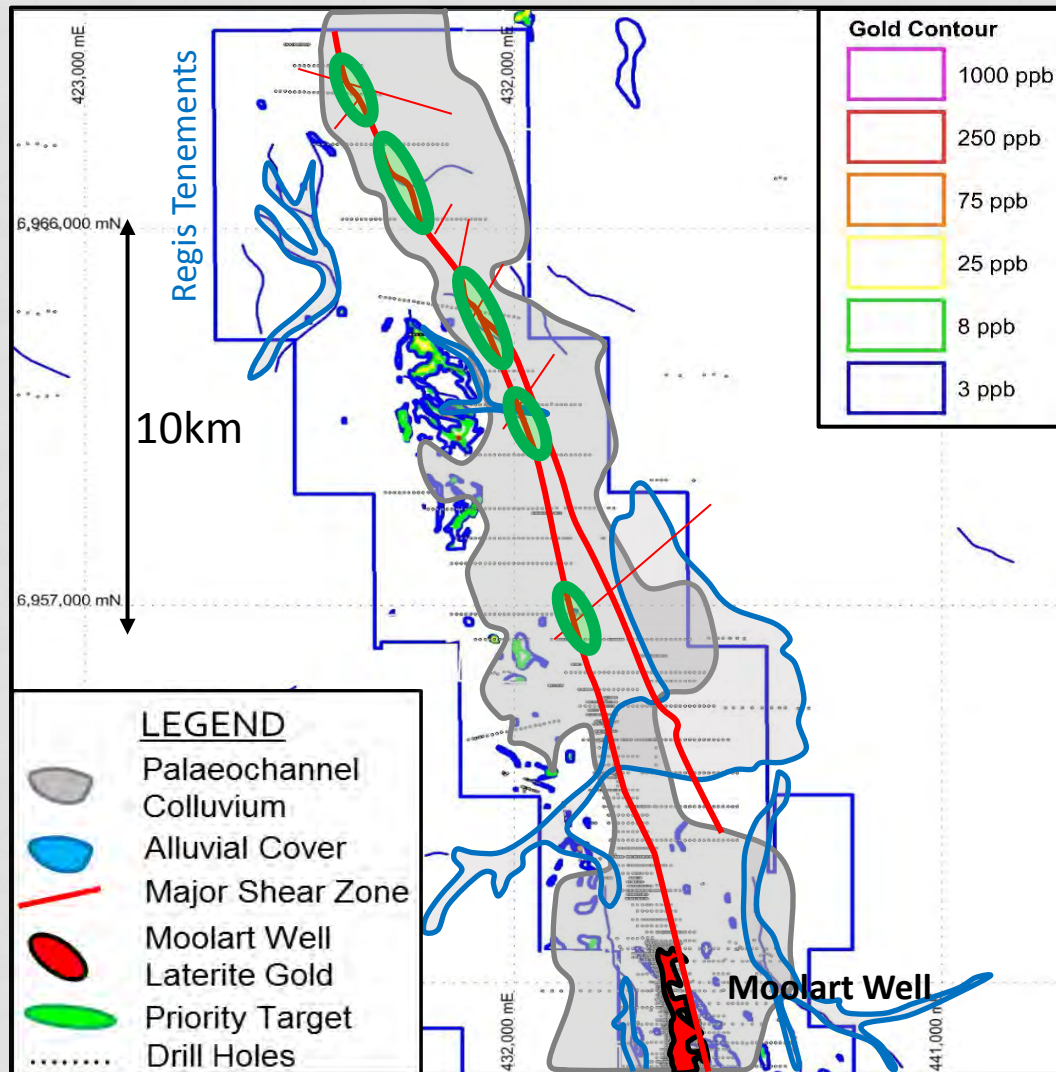 423,000 mE
432,000 mE
Regis Tenements
6,966,000 mN
10km
6,957,000 mN
Gold Contour
1000 ppb
250 ppb
75 ppb
25 ppb
8 ppb
3 ppb
LEGEND
Palaeochannel
Colluvium
Alluvial Cover
Major Shear Zone
Moolart Well
Laterite Gold
Priority Target
Drill Holes
Moolart Well
432,000 mE
441,000 mE